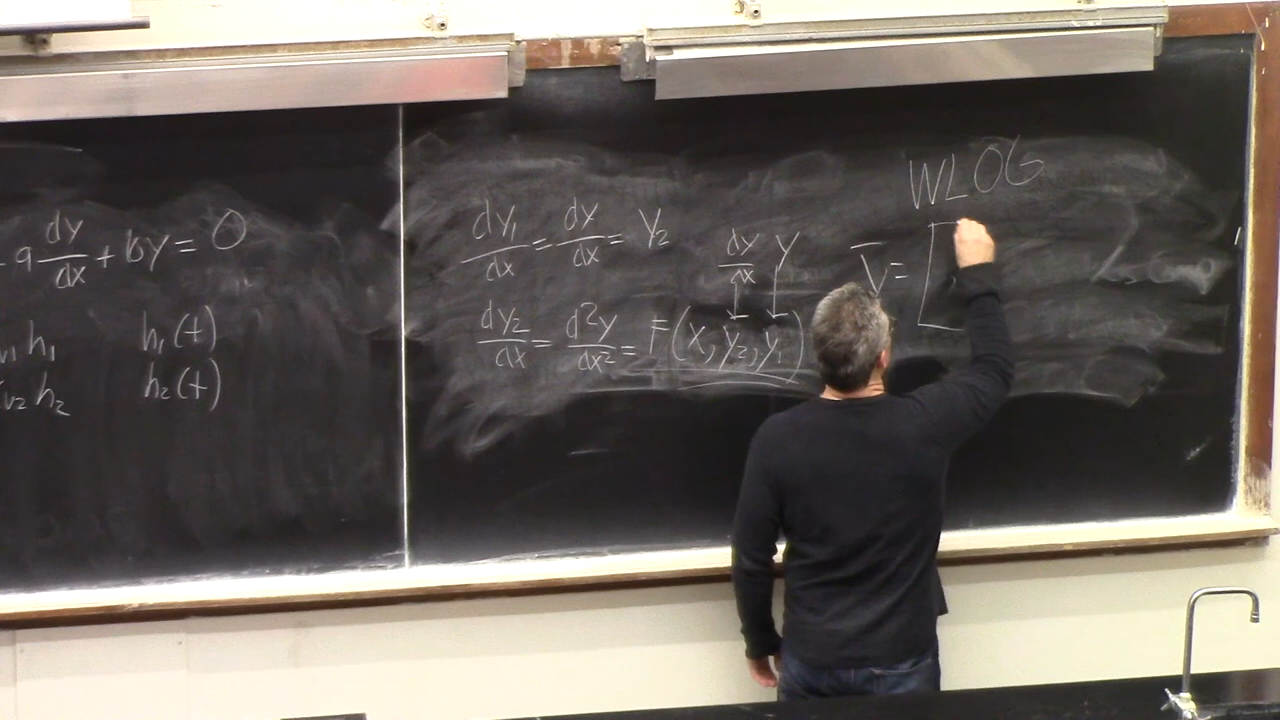 a dy/dx + by = 0
h₁ h₁(t)
h₂ h₂(t)
dy₁/dx = dy/dx = y₂
dy₂/dx = d²y/dx² = F(x, y₂, y₁)
dy/dx y
WLOG
V̅ = [